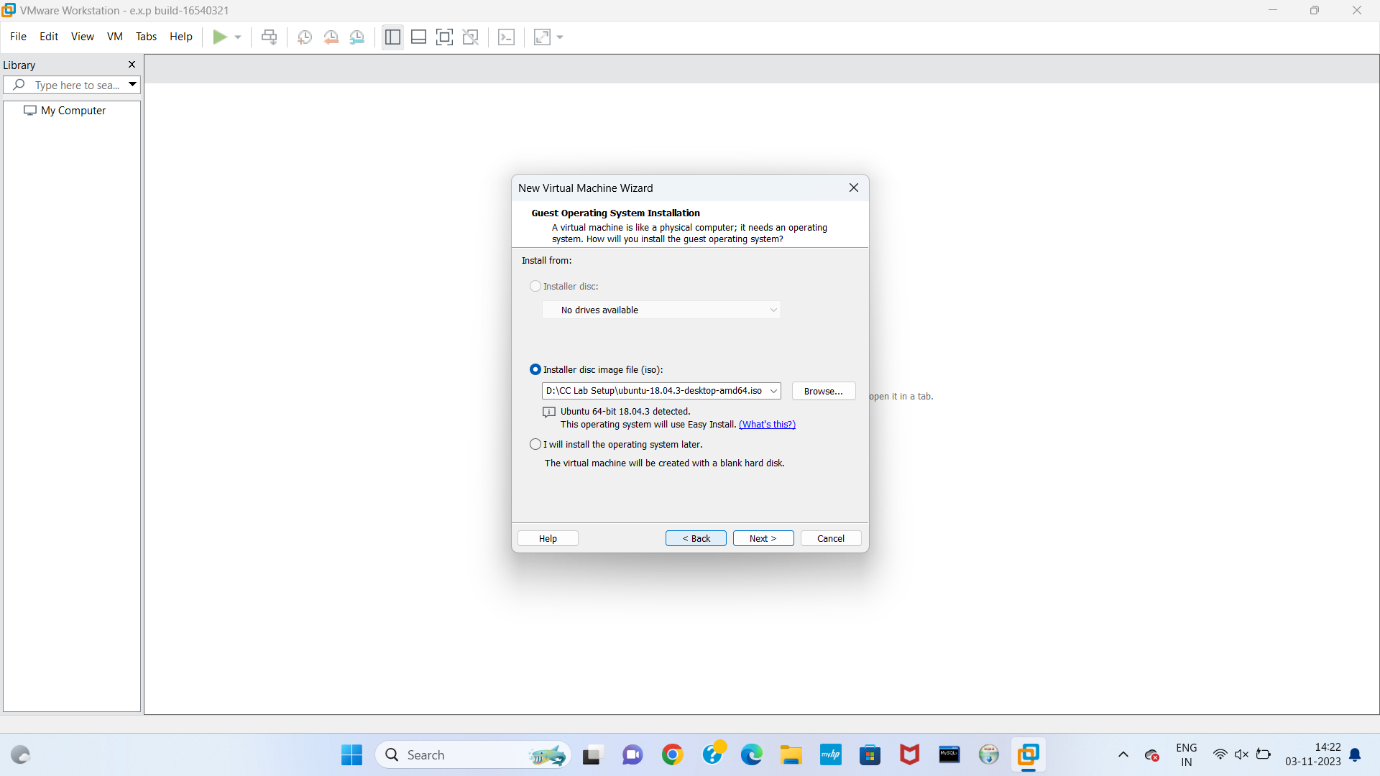 VMware Workstation - e.x.p build-16540321
File Edit View VM Tabs Help
Library
Type here to sea...
My Computer
New Virtual Machine Wizard
Guest Operating System Installation
A virtual machine is like a physical computer; it needs an operating
system. How will you install the guest operating system?
Install from:
Installer disc:
No drives available
Installer disc image file (iso):
D:\CC Lab Setup\ubuntu-18.04.3-desktop-amd64.iso
Browse...
open it in a tab.
Ubuntu 64-bit 18.04.3 detected.
This operating system will use Easy Install. (What's this?)
I will install the operating system later.
The virtual machine will be created with a blank hard disk.
Help
< Back
Next >
Cancel
Search
myhp
MySQL
ENG
IN
14:22
03-11-2023